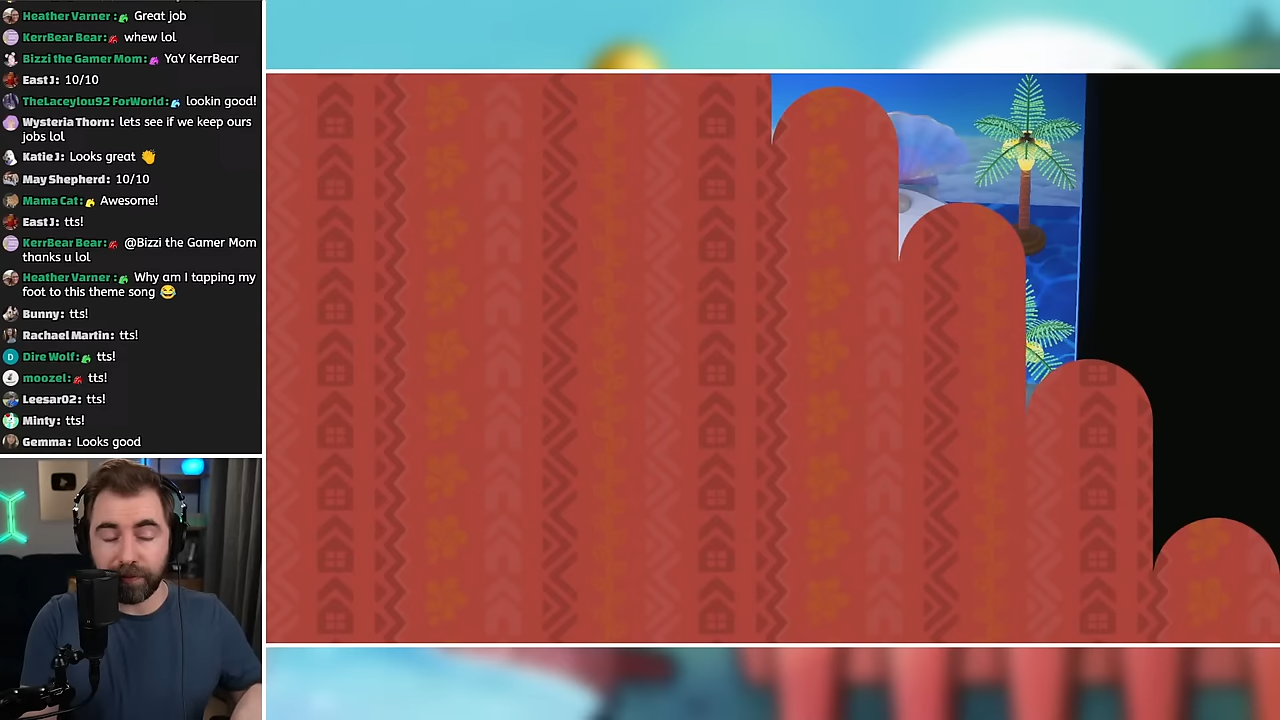 Heather Varner : Great job
KerrBear Bear: whew lol
Bizzi the Gamer Mom: YaY KerrBear
East J: 10/10
TheLaceylou92 ForWorld: lookin good!
Wysteria Thorn: lets see if we keep ours
jobs lol
Katie J: Looks great 👏
May Shepherd: 10/10
Mama Cat: Awesome!
East J: tts!
KerrBear Bear: @Bizzi the Gamer Mom
thanks u lol
Heather Varner : Why am I tapping my
foot to this theme song 😂
Bunny: tts!
Rachael Martin: tts!
D Dire Wolf: tts!
moozel: tts!
Leesar02: tts!
Minty: tts!
Gemma: Looks good